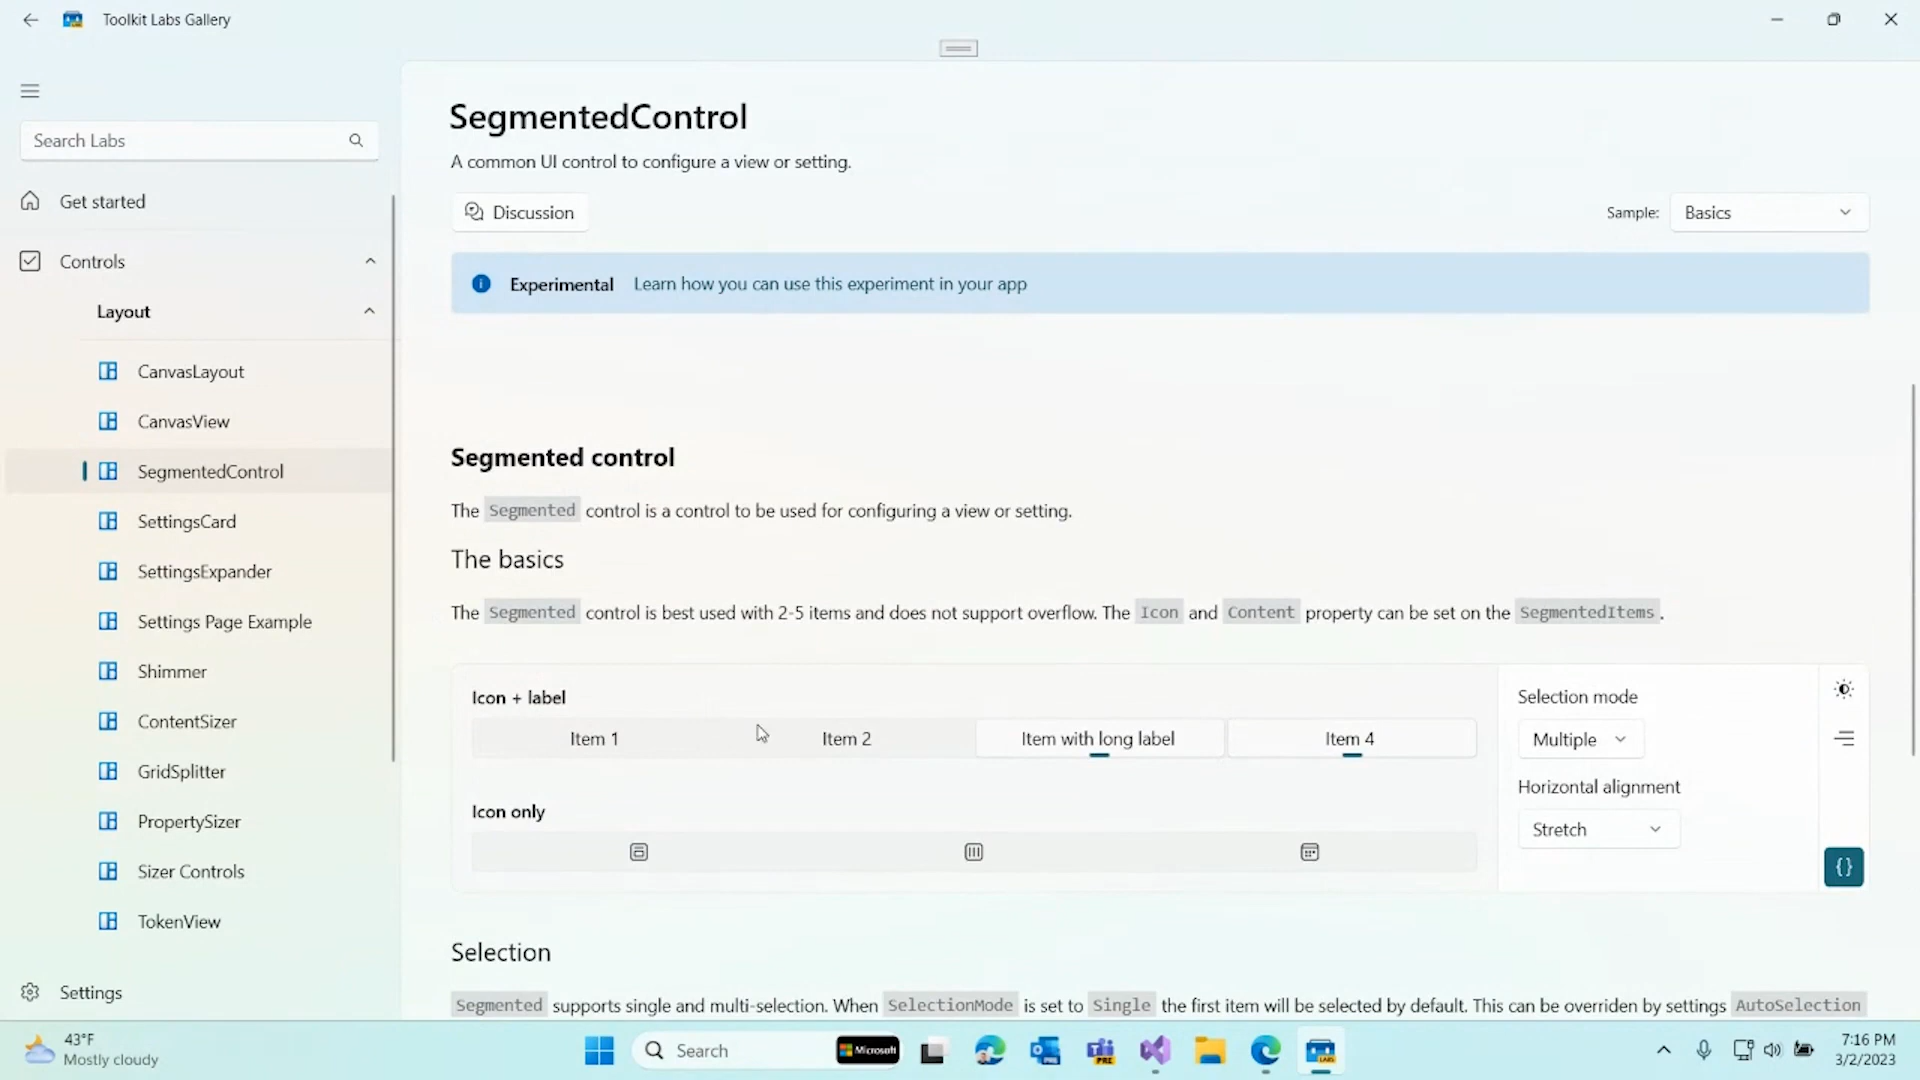 Toolkit Labs Gallery
Search Labs
Get started
Controls
Layout
CanvasLayout
CanvasView
SegmentedControl
SettingsCard
SettingsExpander
Settings Page Example
Shimmer
ContentSizer
GridSplitter
PropertySizer
Sizer Controls
TokenView
Settings
SegmentedControl
A common UI control to configure a view or setting.
Discussion
Sample: Basics
Experimental Learn how you can use this experiment in your app
Segmented control
The Segmented control is a control to be used for configuring a view or setting.
The basics
The Segmented control is best used with 2-5 items and does not support overflow. The Icon and Content property can be set on the SegmentedItems.
Icon + label
Item 1 Item 2 Item with long label Item 4
Icon only
Selection mode
Multiple
Horizontal alignment
Stretch
{}
Selection
Segmented supports single and multi-selection. When SelectionMode is set to Single the first item will be selected by default. This can be overriden by settings AutoSelection
43°F
Mostly cloudy
Search
Microsoft
PRE
LABS
7:16 PM
3/2/2023